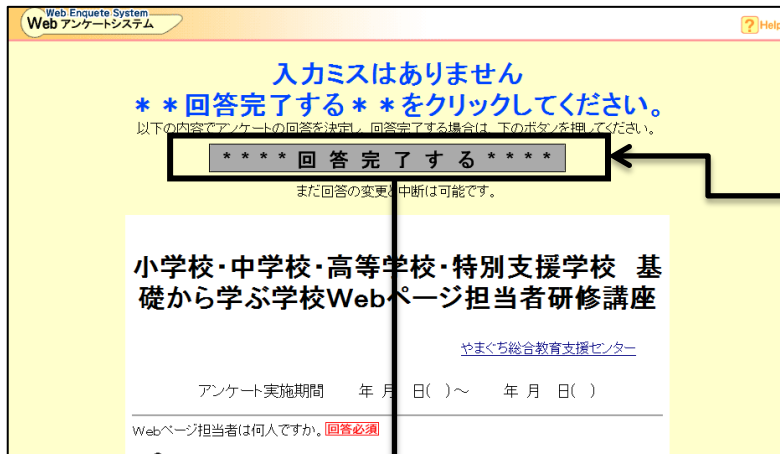 Web Enquete System
Web アンケートシステム
? Help
入力ミスはありません
＊＊回答完了する＊＊をクリックしてください。
以下の内容でアンケートの回答を決定し、回答完了する場合は、下のボタンを押してください。
＊＊＊＊回答完了する＊＊＊＊
まだ回答の変更と中断は可能です。
小学校・中学校・高等学校・特別支援学校　基
礎から学ぶ学校Webページ担当者研修講座
やまぐち総合教育支援センター
アンケート実施期間　　年 月　日(　)～　　年 月　日(　)
Webページ担当者は何人ですか。回答必須